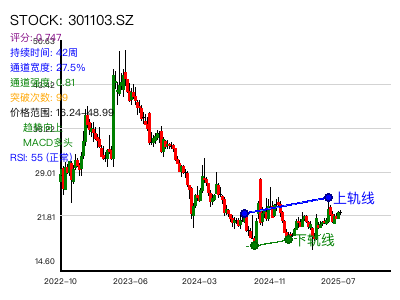 STOCK: 301103.SZ
评分: 0.747
持续时间: 42周
通道宽度: 27.5%
通道强度: 0.81
价格范围: 16.24-48.99
趋势向上
MACD多头
RSI: 55 (正常)
29.01
21.81
14.60
上轨线
下轨线
2022-10
2023-06
2024-03
2024-11
2025-07